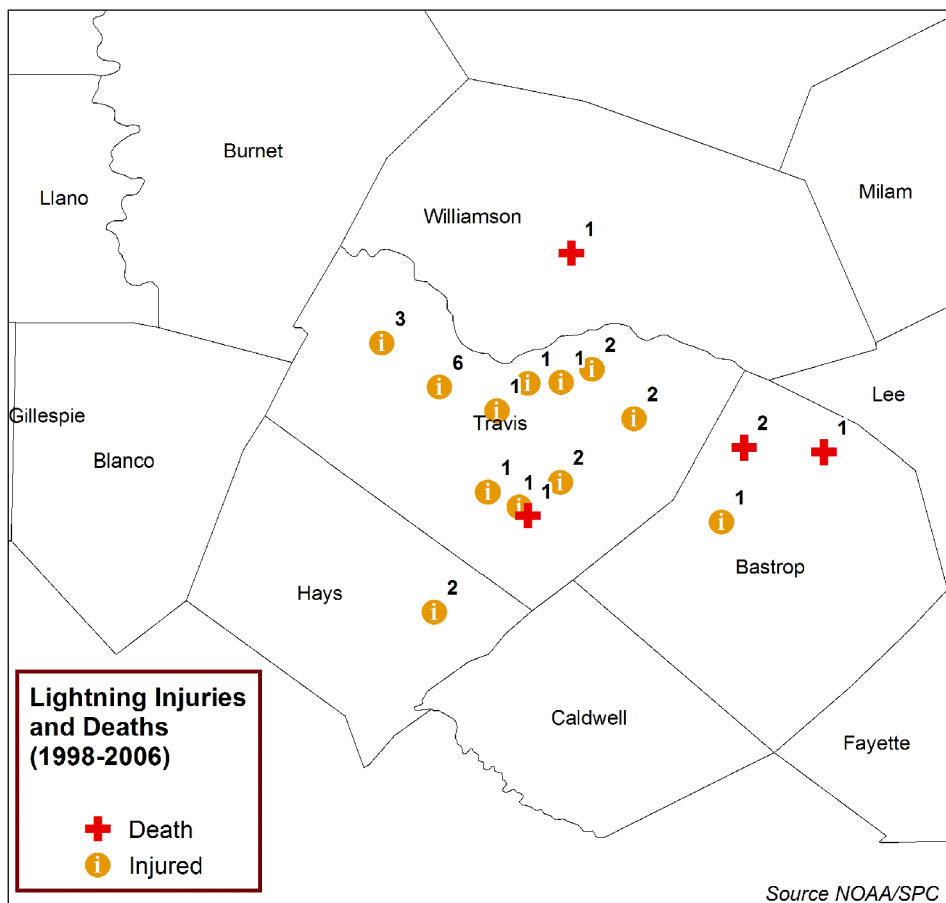 Burnet
Milam
Llano
Williamson
1
3
6
1
1
2
1
Travis
2
Lee
Gillespie
Blanco
2
1
1
1
1
2
1
Bastrop
Hays
2
Lightning Injuries
and Deaths
(1998-2006)
Death
Injured
Caldwell
Fayette
Source NOAA/SPC